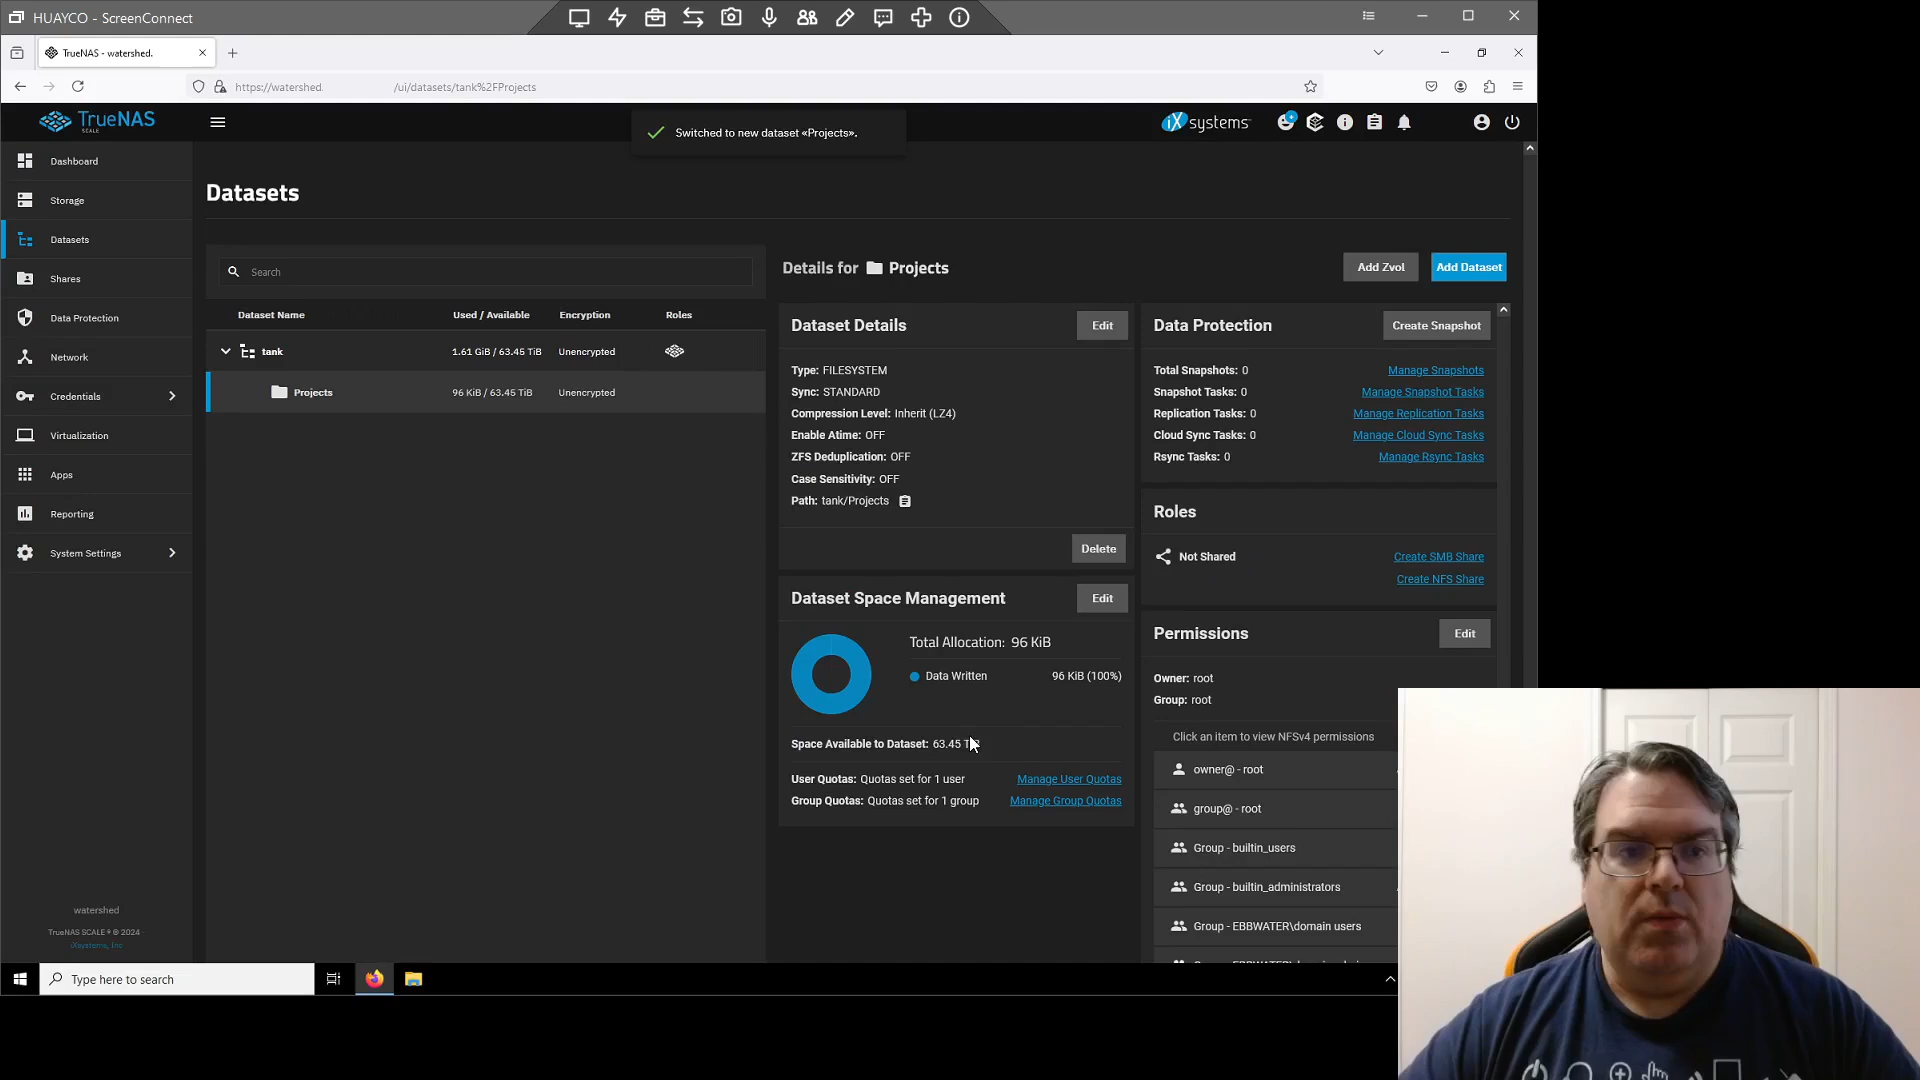 HUAYCO - ScreenConnect
TrueNAS - watershed.
https://watershed. /ui/datasets/tank%2FProjects
TrueNAS
SCALE
Switched to new dataset «Projects».
iXsystems
Dashboard
Storage
Datasets
Shares
Data Protection
Network
Credentials
Virtualization
Apps
Reporting
System Settings
watershed
TrueNAS SCALE ® © 2024
iXsystems, Inc
Datasets
Search
Dataset Name Used / Available Encryption Roles
tank 1.61 GiB / 63.45 TiB Unencrypted
Projects 96 KiB / 63.45 TiB Unencrypted
Details for Projects
Add Zvol
Add Dataset
Dataset Details
Edit
Type: FILESYSTEM
Sync: STANDARD
Compression Level: Inherit (LZ4)
Enable Atime: OFF
ZFS Deduplication: OFF
Case Sensitivity: OFF
Path: tank/Projects
Delete
Dataset Space Management
Edit
Total Allocation: 96 KiB
Data Written 96 KiB (100%)
Space Available to Dataset: 63.45
User Quotas: Quotas set for 1 user Manage User Quotas
Group Quotas: Quotas set for 1 group Manage Group Quotas
Data Protection
Create Snapshot
Total Snapshots: 0 Manage Snapshots
Snapshot Tasks: 0 Manage Snapshot Tasks
Replication Tasks: 0 Manage Replication Tasks
Cloud Sync Tasks: 0 Manage Cloud Sync Tasks
Rsync Tasks: 0 Manage Rsync Tasks
Roles
Not Shared
Create SMB Share
Create NFS Share
Permissions
Edit
Owner: root
Group: root
Click an item to view NFSv4 permissions
owner@ - root
group@ - root
Group - builtin_users
Group - builtin_administrators
Group - EBBWATER\domain users
Type here to search